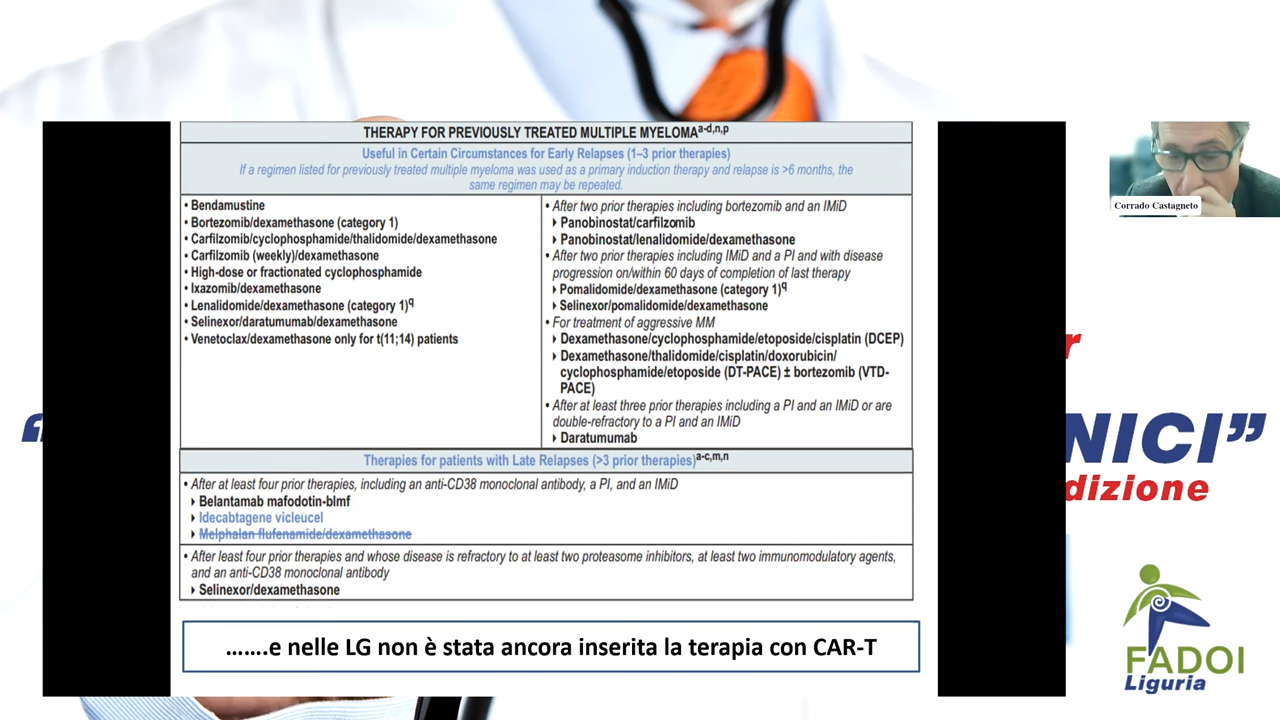 THERAPY FOR PREVIOUSLY TREATED MULTIPLE MYELOMAa-d,n,p
Useful in Certain Circumstances for Early Relapses (1–3 prior therapies)
If a regimen listed for previously treated multiple myeloma was used as a primary induction therapy and relapse is >6 months, the
same regimen may be repeated.
• Bendamustine
• Bortezomib/dexamethasone (category 1)
• Carfilzomib/cyclophosphamide/thalidomide/dexamethasone
• Carfilzomib (weekly)/dexamethasone
• High-dose or fractionated cyclophosphamide
• Ixazomib/dexamethasone
• Lenalidomide/dexamethasone (category 1)q
• Selinexor/daratumumab/dexamethasone
• Venetoclax/dexamethasone only for t(11;14) patients
• After two prior therapies including bortezomib and an IMiD
Panobinostat/carfilzomib
Panobinostat/lenalidomide/dexamethasone
• After two prior therapies including IMiD and a PI and with disease
progression on/within 60 days of completion of last therapy
Pomalidomide/dexamethasone (category 1)q
Selinexor/pomalidomide/dexamethasone
• For treatment of aggressive MM
Dexamethasone/cyclophosphamide/etoposide/cisplatin (DCEP)
Dexamethasone/thalidomide/cisplatin/doxorubicin/
cyclophosphamide/etoposide (DT-PACE) ± bortezomib (VTD-
PACE)
• After at least three prior therapies including a PI and an IMiD or are
double-refractory to a PI and an IMiD
Daratumumab
Therapies for patients with Late Relapses (>3 prior therapies)a-c,m,n
• After at least four prior therapies, including an anti-CD38 monoclonal antibody, a PI, and an IMiD
Belantamab mafodotin-blmf
Idecabtagene vicleucel
Melphalan flufenamide/dexamethasone
• After least four prior therapies and whose disease is refractory to at least two proteasome inhibitors, at least two immunomodulatory agents,
and an anti-CD38 monoclonal antibody
Selinexor/dexamethasone
…….e nelle LG non è stata ancora inserita la terapia con CAR-T
Corrado Castagneto
r
“
NICI”
dizione
FADOI
Liguria